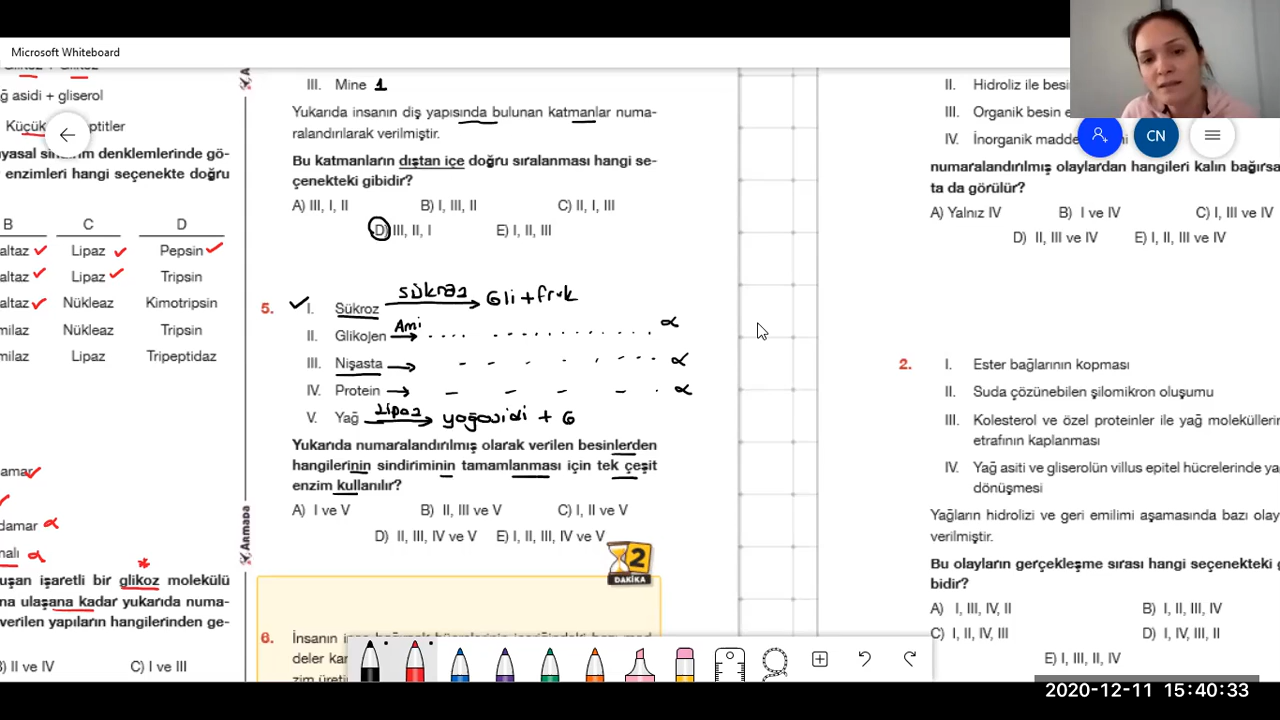 Microsoft Whiteboard
ğ asidi + gliserol
Küçük
yasal sindirim denklemlerinde gö-
enzimleri hangi seçenekte doğru
B C D
altaz Lipaz Pepsin
altaz Lipaz Tripsin
altaz Nükleaz Kimotripsin
milaz Nükleaz Tripsin
milaz Lipaz Tripeptidaz
amar
damar α
nalı α
uşan işaretli bir glikoz molekülü
na ulaşana kadar yukarıda numa-
verilen yapıların hangilerinden ge-
B) II ve IV C) I ve III
Armada
III. Mine 1
Yukarıda insanın diş yapısında bulunan katmanlar numa-
ralandırılarak verilmiştir.
Bu katmanların dıştan içe doğru sıralanması hangi se-
çenekteki gibidir?
A) III, I, II B) I, III, II C) II, I, III
D) III, II, I E) I, II, III
5. I. Sükroz sükraz Gli + fruk
II. Glikojen Ami α
III. Nişasta α
IV. Protein α
V. Yağ Lipaz yağasidi + G
Yukarıda numaralandırılmış olarak verilen besinlerden
hangilerinin sindiriminin tamamlanması için tek çeşit
enzim kullanılır?
A) I ve V B) II, III ve V C) I, II ve V
D) II, III, IV ve V E) I, II, III, IV ve V
2
DAKİKA
6.
deler
zim
II. Hidroliz ile
III. Organik besin
IV. İnorganik
CN
numaralandırılmış olaylardan hangileri kalın
ta da görülür?
A) Yalnız IV B) I ve IV C) I, III ve IV
D) II, III ve IV E) I, II, III ve IV
2. I. Ester bağlarının kopması
II. Suda çözünebilen şilomikron oluşumu
III. Kolesterol ve özel proteinler ile yağ
etrafının kaplanması
IV. Yağ asiti ve gliserolün villus epitel hücrelerinde ya
dönüşmesi
Yağların hidrolizi ve geri emilimi aşamasında bazı olay
verilmiştir.
Bu olayların gerçekleşme sırası hangi seçenekteki g
bidir?
A) I, III, IV, II B) I, II, III, IV
C) I, II, IV, III D) I, IV, III, II
E) I, III, II, IV
2020-12-11 15:40:33